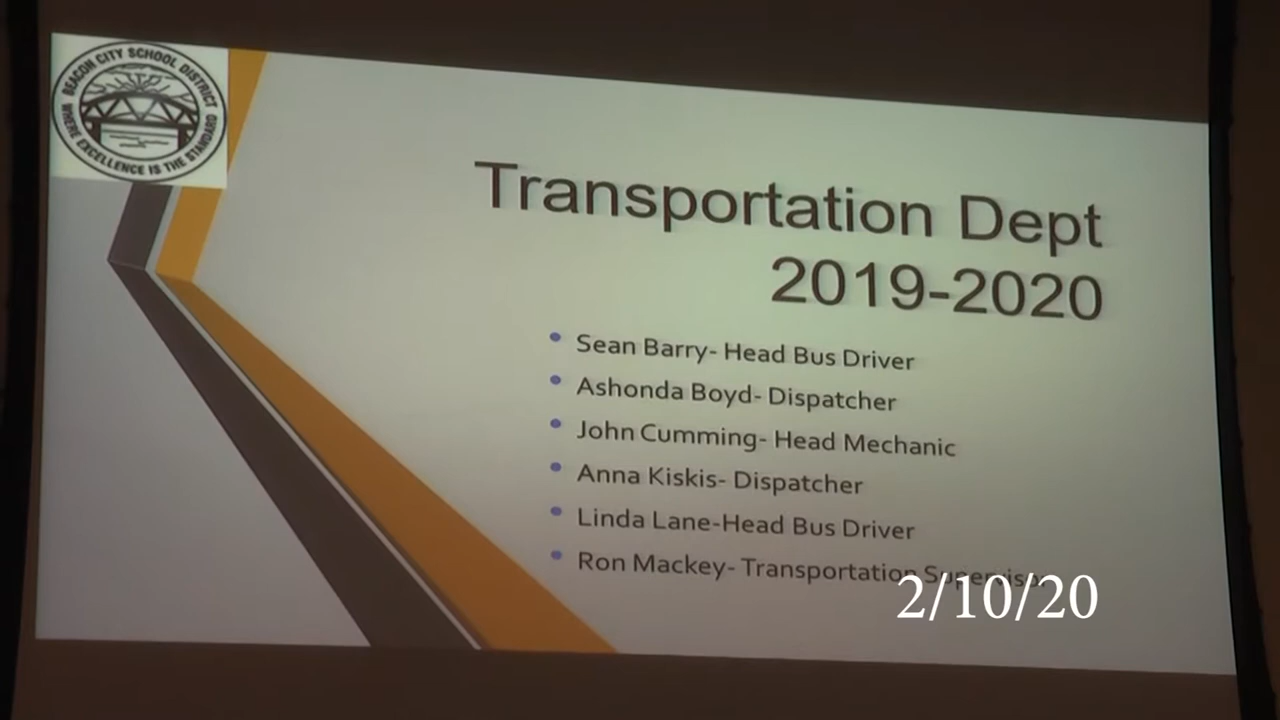 BEACON CITY SCHOOL DISTRICT
WHERE EXCELLENCE IS THE STANDARD
Transportation Dept
2019-2020
• Sean Barry- Head Bus Driver
• Ashonda Boyd- Dispatcher
• John Cumming- Head Mechanic
• Anna Kiskis- Dispatcher
• Linda Lane-Head Bus Driver
• Ron Mackey- Transportation Supervisor
2/10/20